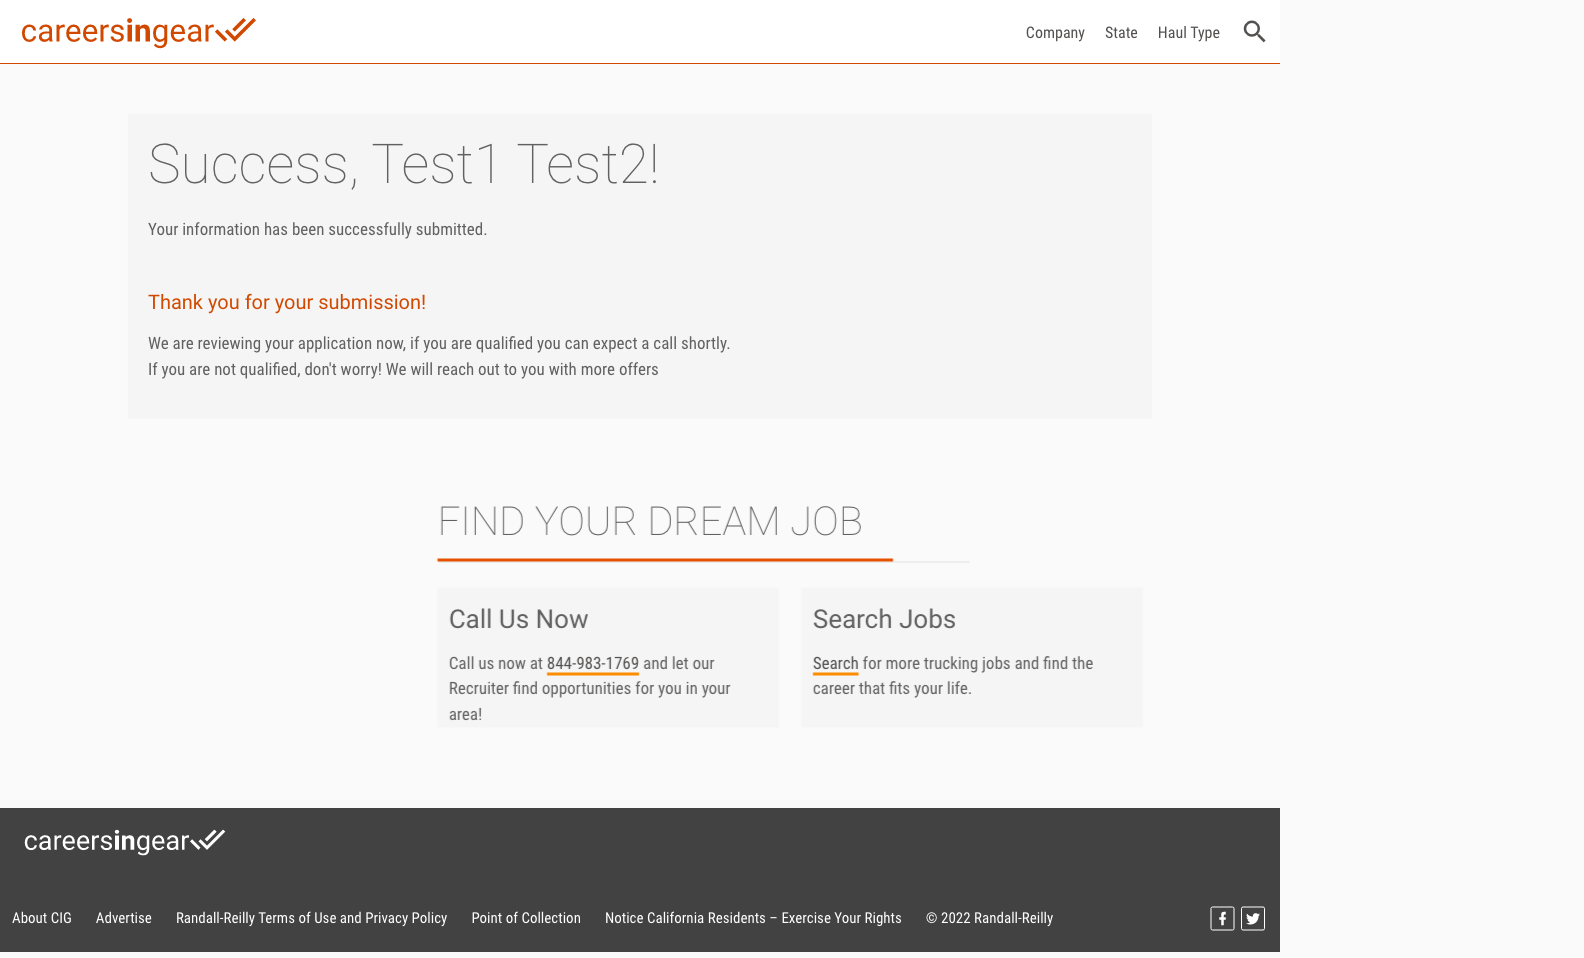 careersingear
Company State Haul Type
Success, Test1 Test2!
Your information has been successfully submitted.
Thank you for your submission!
We are reviewing your application now, if you are qualified you can expect a call shortly.
If you are not qualified, don't worry! We will reach out to you with more offers
FIND YOUR DREAM JOB
Call Us Now
Call us now at 844-983-1769 and let our
Recruiter find opportunities for you in your
area!
Search Jobs
Search for more trucking jobs and find the
career that fits your life.
careersingear
About CIG Advertise Randall-Reilly Terms of Use and Privacy Policy Point of Collection Notice California Residents – Exercise Your Rights © 2022 Randall-Reilly